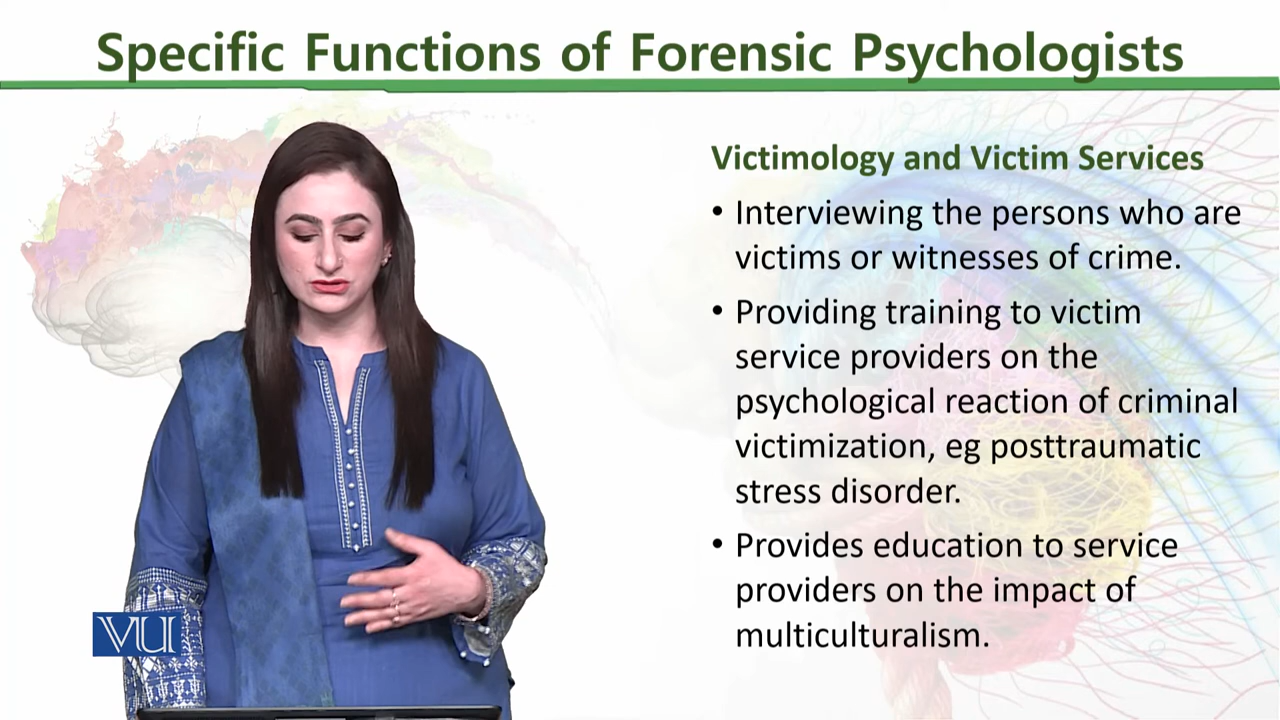 Specific Functions of Forensic Psychologists
Victimology and Victim Services
• Interviewing the persons who are
victims or witnesses of crime.
• Providing training to victim
service providers on the
psychological reaction of criminal
victimization, eg posttraumatic
stress disorder.
• Provides education to service
providers on the impact of
multiculturalism.
VU